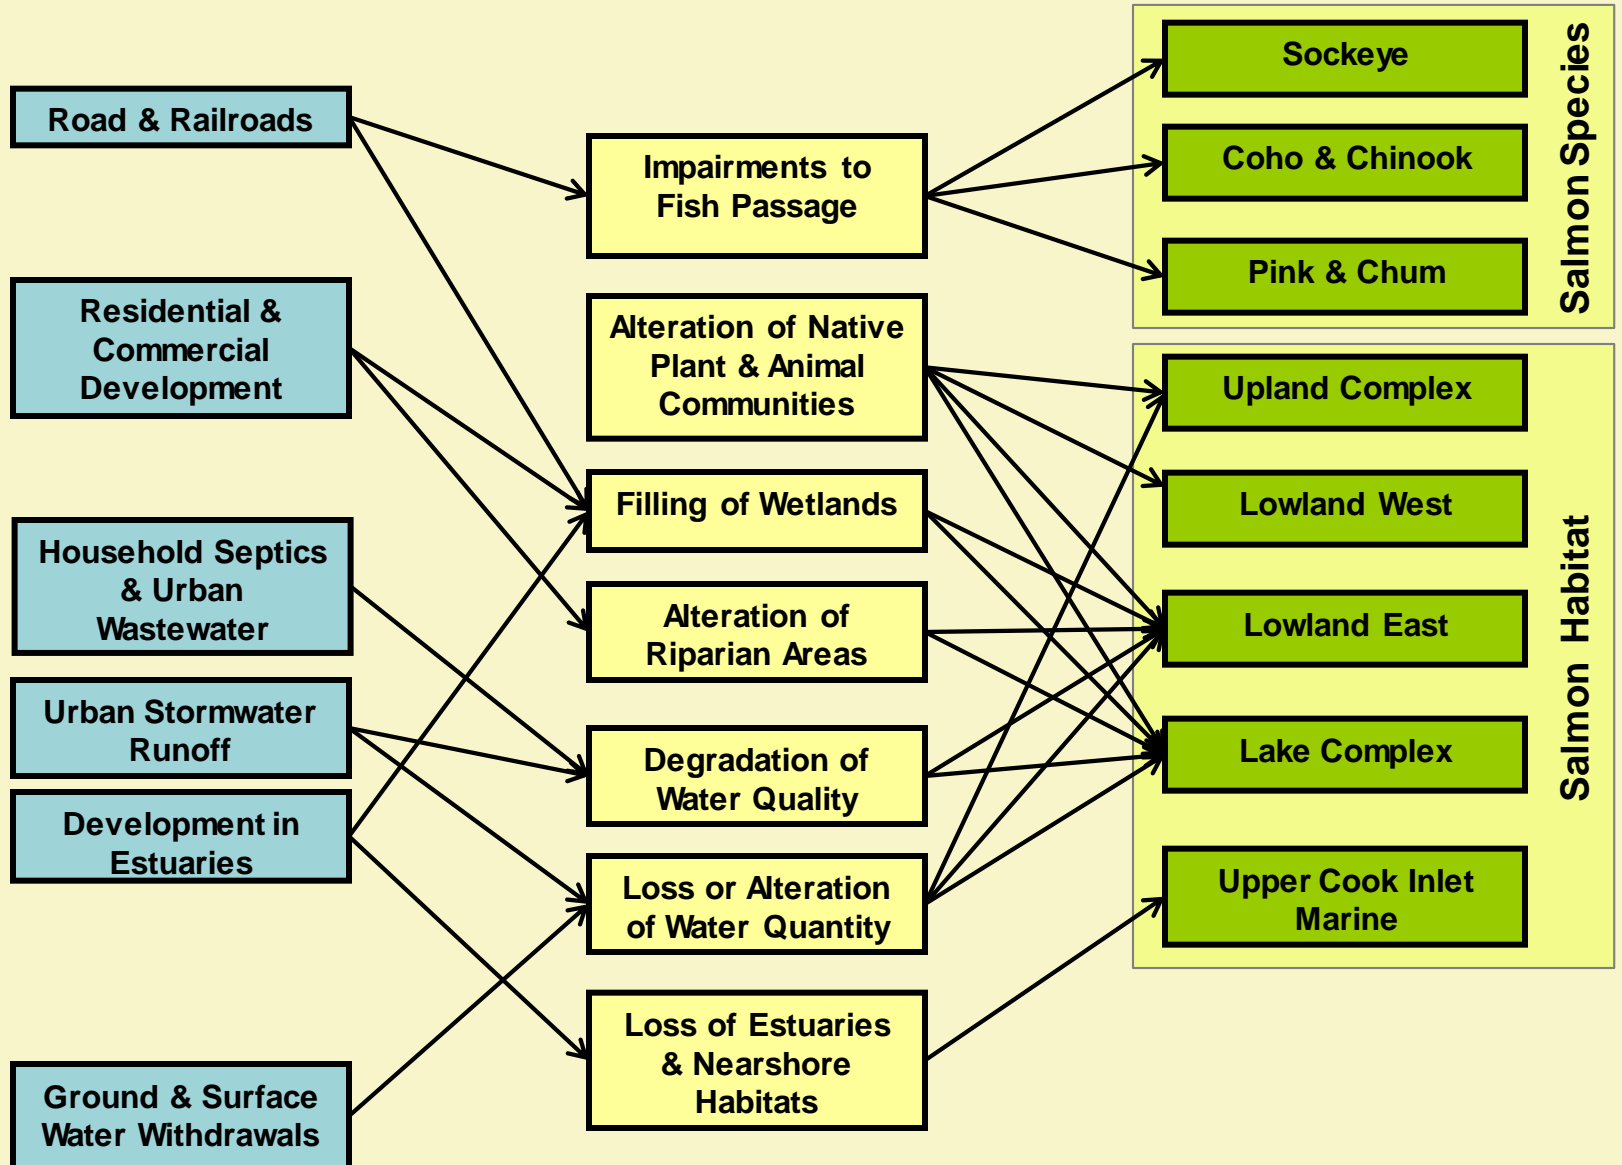 Road & Railroads
Residential &
Commercial
Development
Household Septics
& Urban
Wastewater
Urban Stormwater
Runoff
Development in
Estuaries
Ground & Surface
Water Withdrawals
Impairments to
Fish Passage
Alteration of Native
Plant & Animal
Communities
Filling of Wetlands
Alteration of
Riparian Areas
Degradation of
Water Quality
Loss or Alteration
of Water Quantity
Loss of Estuaries
& Nearshore
Habitats
Sockeye
Coho & Chinook
Pink & Chum
Salmon Species
Upland Complex
Lowland West
Lowland East
Lake Complex
Upper Cook Inlet
Marine
Salmon Habitat